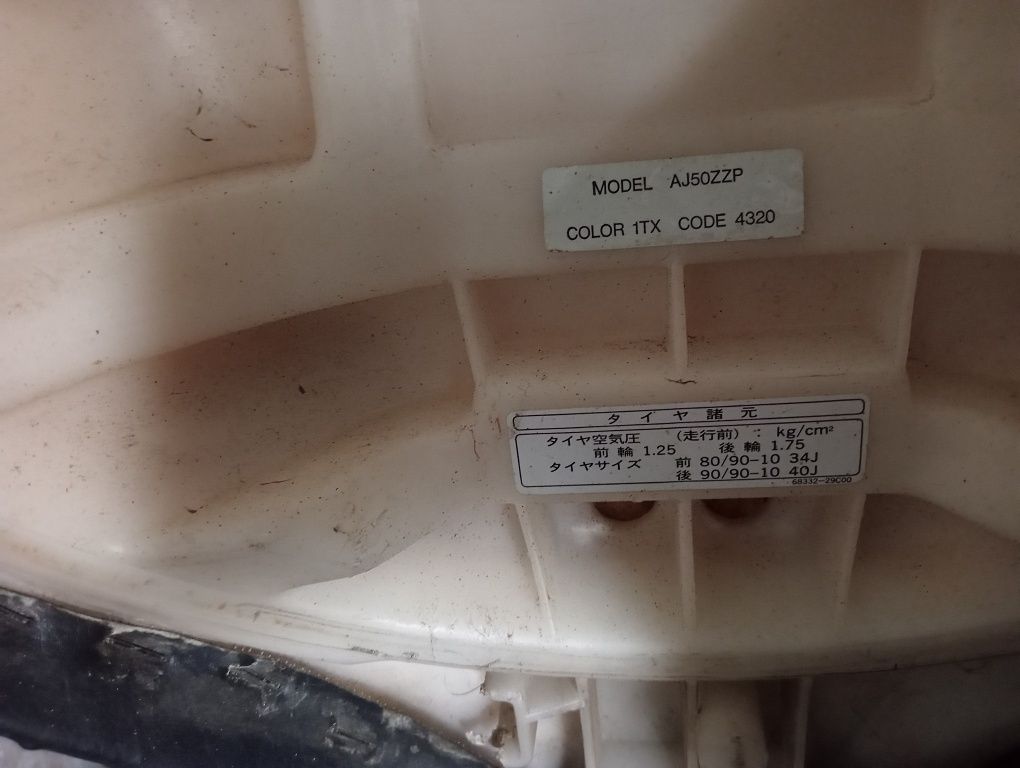 MODEL AJ50ZZP
COLOR 1TX CODE 4320
タイヤ諸元
タイヤ空気圧 (走行前) : kg/cm²
前輪 1.25 後輪 1.75
タイヤサイズ 前 80/90-10 34J
後 90/90-10 40J
68332-29C00